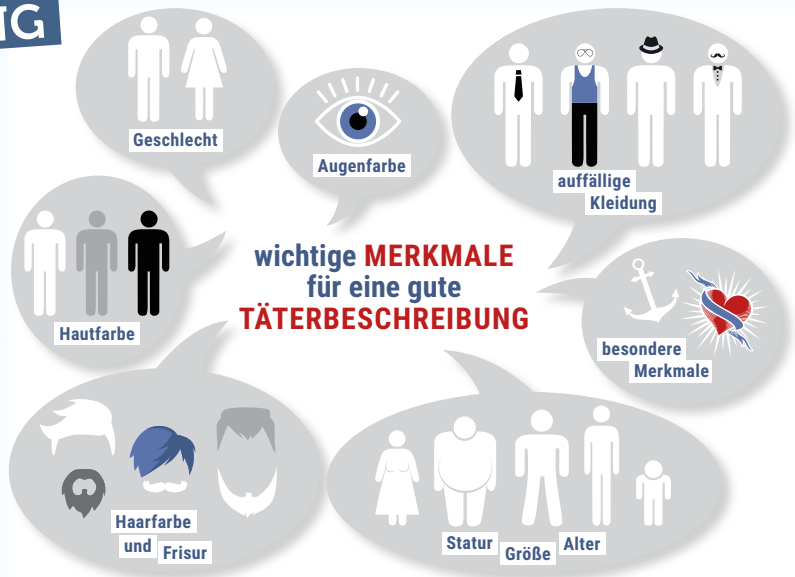 NG
Geschlecht
Augenfarbe
auffällige
Kleidung
Hautfarbe
wichtige MERKMALE
für eine gute
TÄTERBESCHREIBUNG
besondere
Merkmale
Haarfarbe
und Frisur
Statur Größe Alter